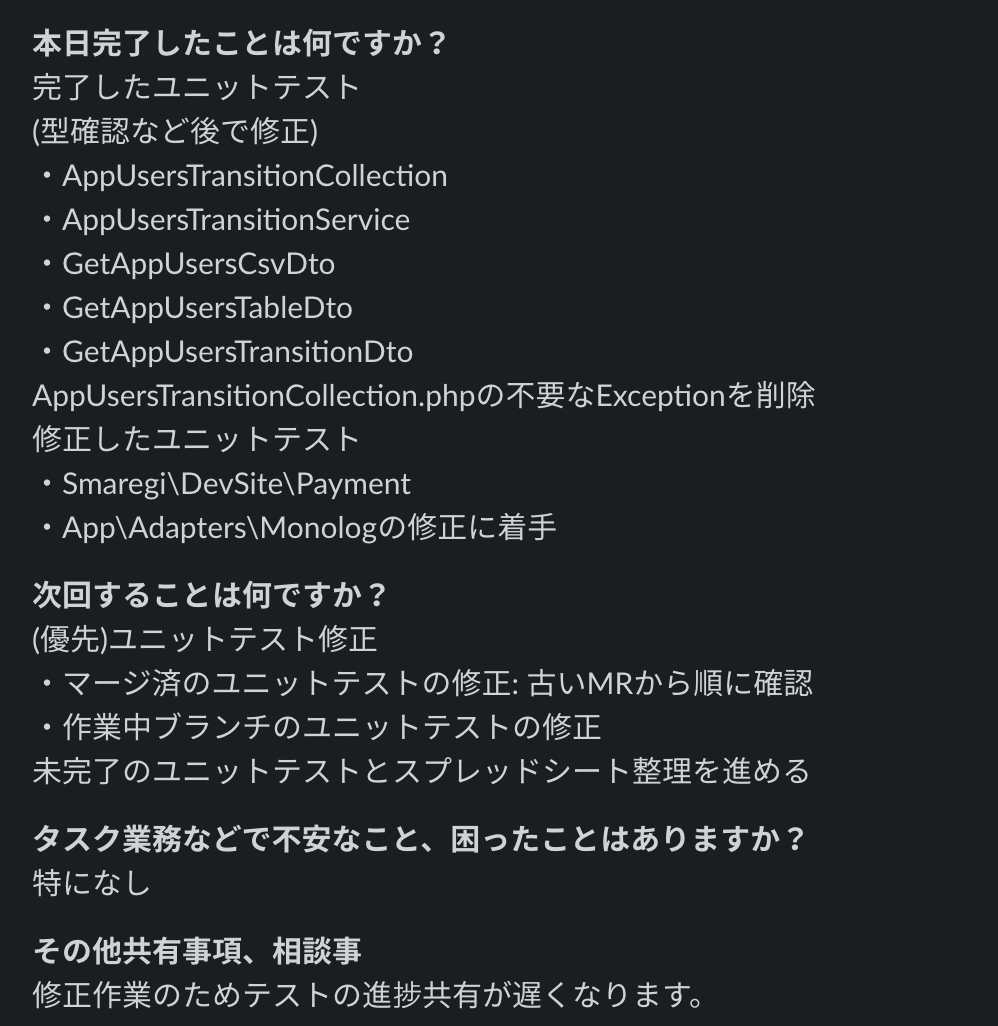 本日完了したことは何ですか？
完了したユニットテスト
(型確認など後で修正)
・AppUsersTransitionCollection
・AppUsersTransitionService
・GetAppUsersCsvDto
・GetAppUsersTableDto
・GetAppUsersTransitionDto
AppUsersTransitionCollection.phpの不要なExceptionを削除
修正したユニットテスト
・Smaregi\DevSite\Payment
・App\Adapters\Monologの修正に着手
次回することは何ですか？
(優先)ユニットテスト修正
・マージ済のユニットテストの修正: 古いMRから順に確認
・作業中ブランチのユニットテストの修正
未完了のユニットテストとスプレッドシート整理を進める
タスク業務などで不安なこと、困ったことはありますか？
特になし
その他共有事項、相談事
修正作業のためテストの進捗共有が遅くなります。